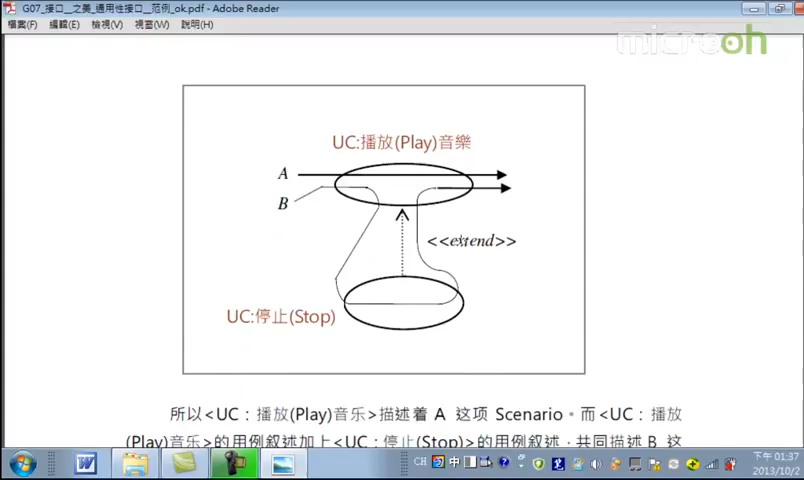 G07_接口__之美_通用性接口__范例_ok.pdf - Adobe Reader
檔案(F) 編輯(E) 檢視(V) 視窗(W) 說明(H)
microoh
UC:播放(Play)音樂
A
B
<<extend>>
UC:停止(Stop)
所以<UC：播放(Play)音乐>描述着 A 这项 Scenario。而<UC：播放
(Play)音乐>的用例叙述加上<UC：停止(Stop)>的用例叙述，共同描述 B 这
CH 中
下午 01:37
2013/10/2